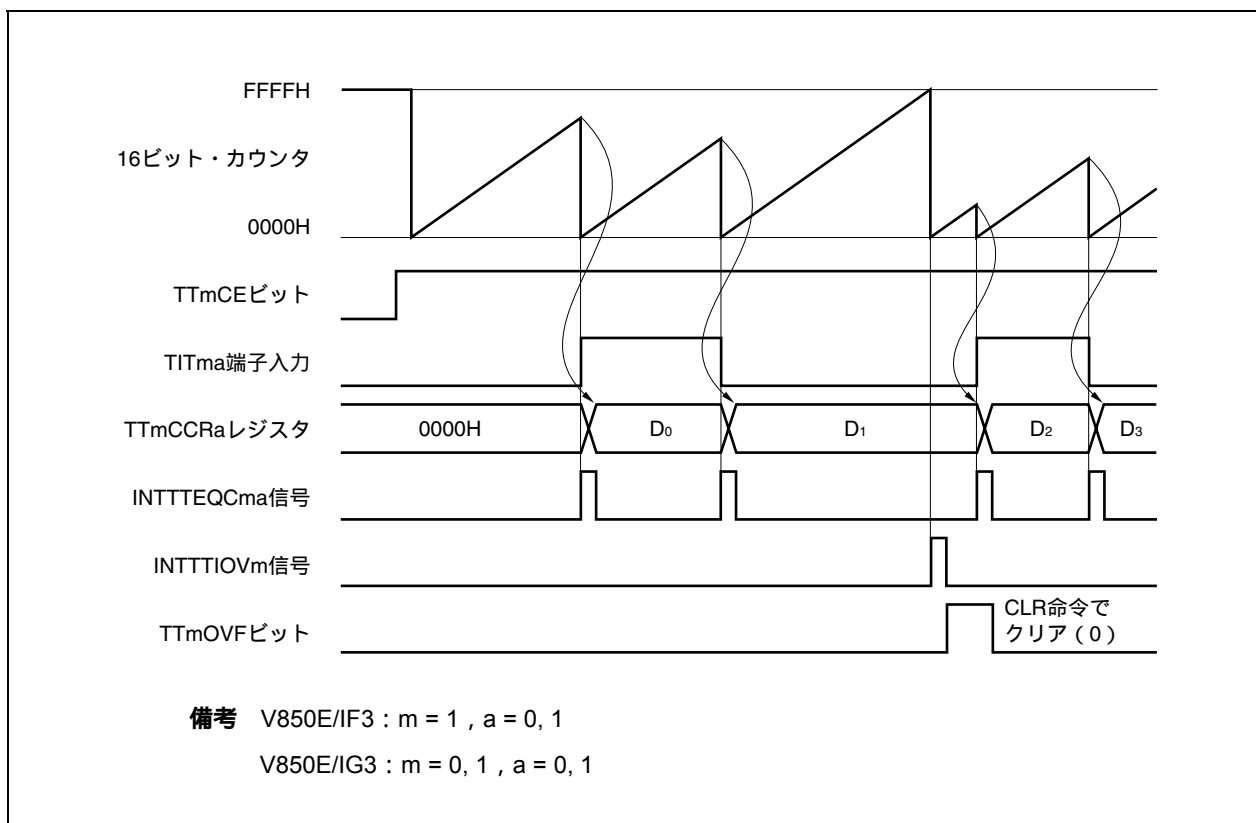 FFFFH
16ビット・カウンタ
0000H
TTmCEビット
TITma端子入力
TTmCCRaレジスタ
0000H
D0
D1
D2
D3
INTTTEQCma信号
INTTTIOVm信号
TTmOVFビット
CLR命令で
クリア（0）
備考 V850E/IF3：m = 1，a = 0, 1
V850E/IG3：m = 0, 1，a = 0, 1